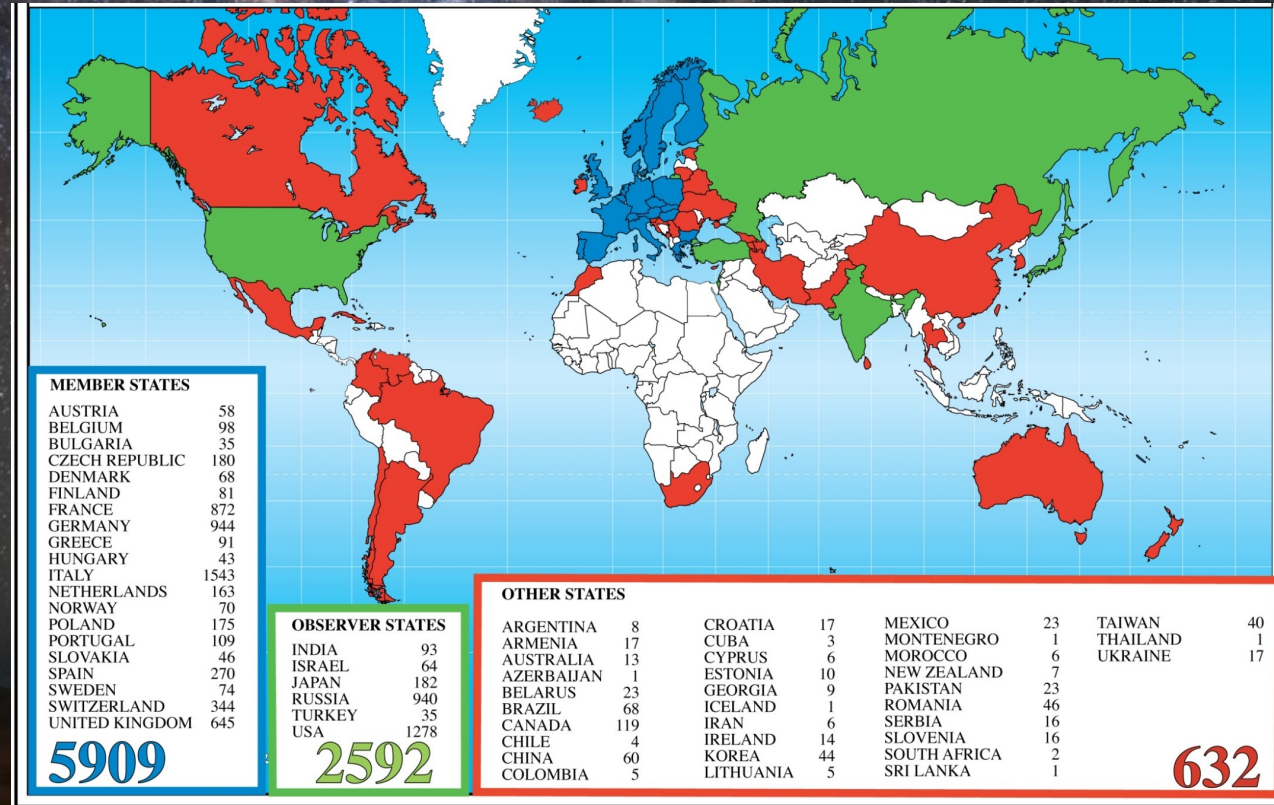 MEMBER STATES
AUSTRIA 58
BELGIUM 98
BULGARIA 35
CZECH REPUBLIC 180
DENMARK 68
FINLAND 81
FRANCE 872
GERMANY 944
GREECE 91
HUNGARY 43
ITALY 1543
NETHERLANDS 163
NORWAY 70
POLAND 175
PORTUGAL 109
SLOVAKIA 46
SPAIN 270
SWEDEN 74
SWITZERLAND 344
UNITED KINGDOM 645
5909
OBSERVER STATES
INDIA 93
ISRAEL 64
JAPAN 182
RUSSIA 940
TURKEY 35
USA 1278
2592
OTHER STATES
ARGENTINA 8
ARMENIA 17
AUSTRALIA 13
AZERBAIJAN 1
BELARUS 23
BRAZIL 68
CANADA 119
CHILE 4
CHINA 60
COLOMBIA 5
CROATIA 17
CUBA 3
CYPRUS 6
ESTONIA 10
GEORGIA 9
ICELAND 1
IRAN 6
IRELAND 14
KOREA 44
LITHUANIA 5
MEXICO 23
MONTENEGRO 1
MOROCCO 6
NEW ZEALAND 7
PAKISTAN 23
ROMANIA 46
SERBIA 16
SLOVENIA 16
SOUTH AFRICA 2
SRI LANKA 1
TAIWAN 40
THAILAND 1
UKRAINE 17
632